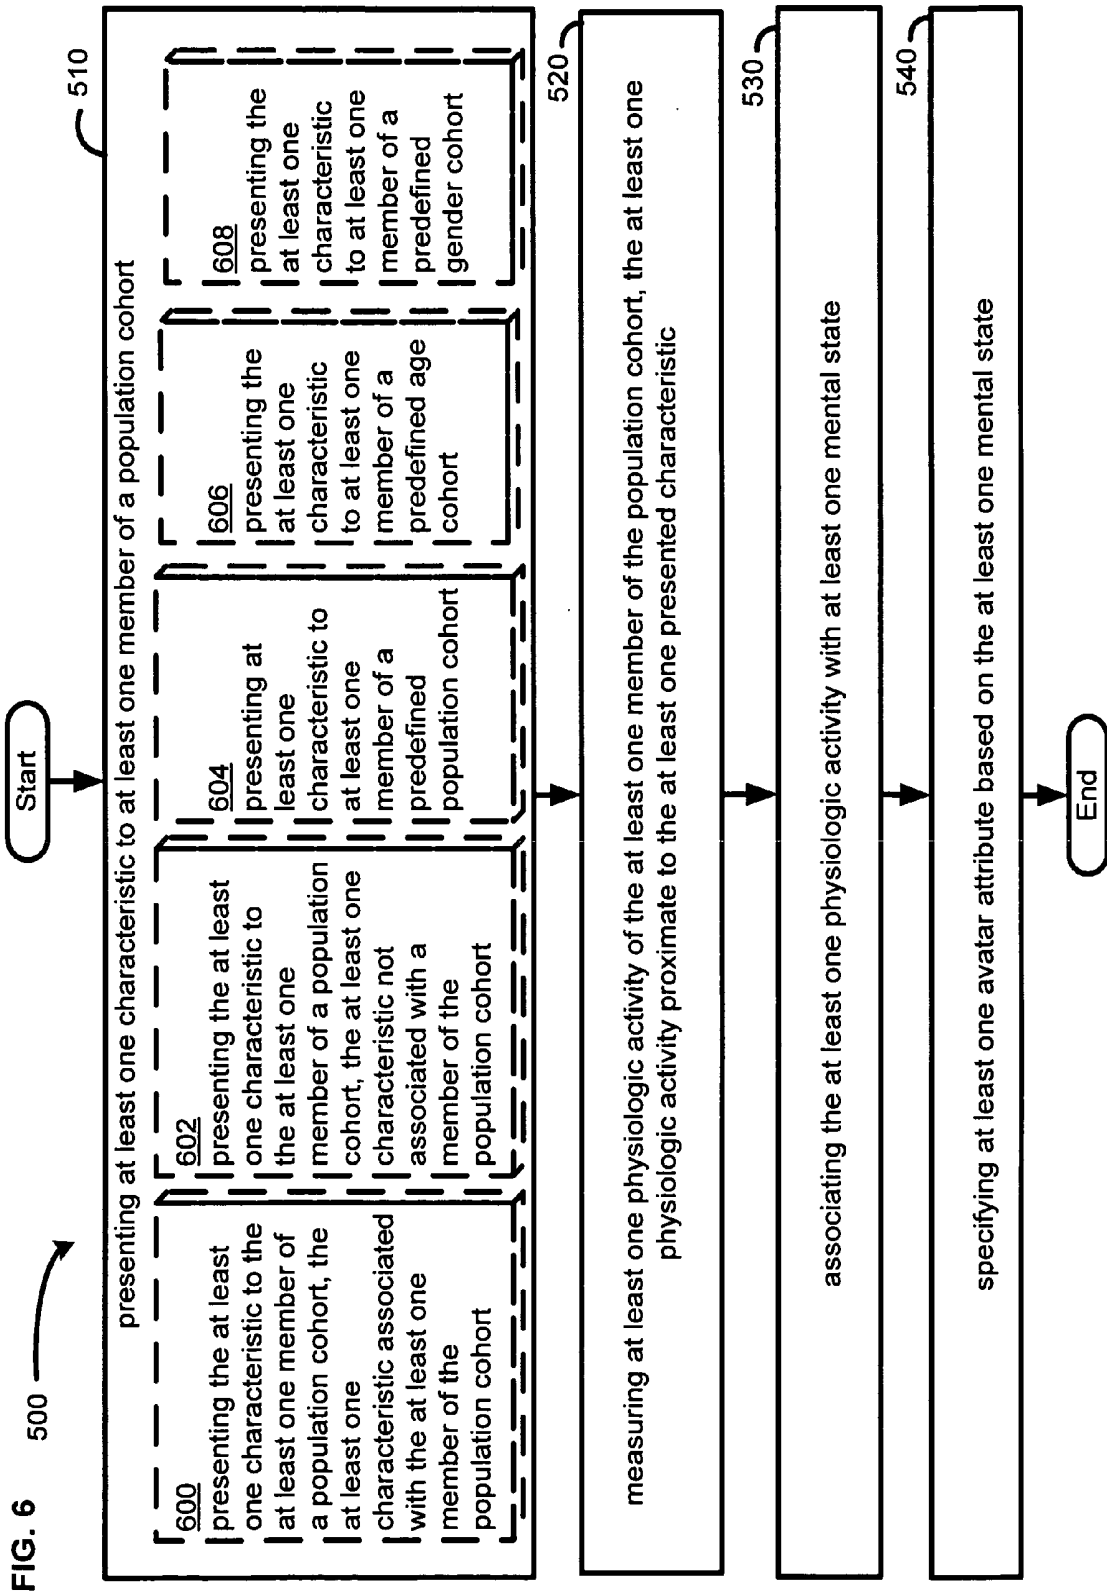 FIG. 6
500
Start
510
presenting at least one characteristic to at least one member of a population cohort
600
presenting the at least
one characteristic to the
at least one member of
a population cohort, the
at least one
characteristic associated
with the at least one
member of the
population cohort
602
presenting the at least
one characteristic to
the at least one
member of a population
cohort, the at least one
characteristic not
associated with a
member of the
population cohort
604
presenting at
least one
characteristic to
at least one
member of a
predefined
population cohort
606
presenting the
at least one
characteristic
to at least one
member of a
predefined age
cohort
608
presenting the
at least one
characteristic
to at least one
member of a
predefined
gender cohort
520
measuring at least one physiologic activity of the at least one member of the population cohort, the at least one
physiologic activity proximate to the at least one presented characteristic
530
associating the at least one physiologic activity with at least one mental state
540
specifying at least one avatar attribute based on the at least one mental state
End